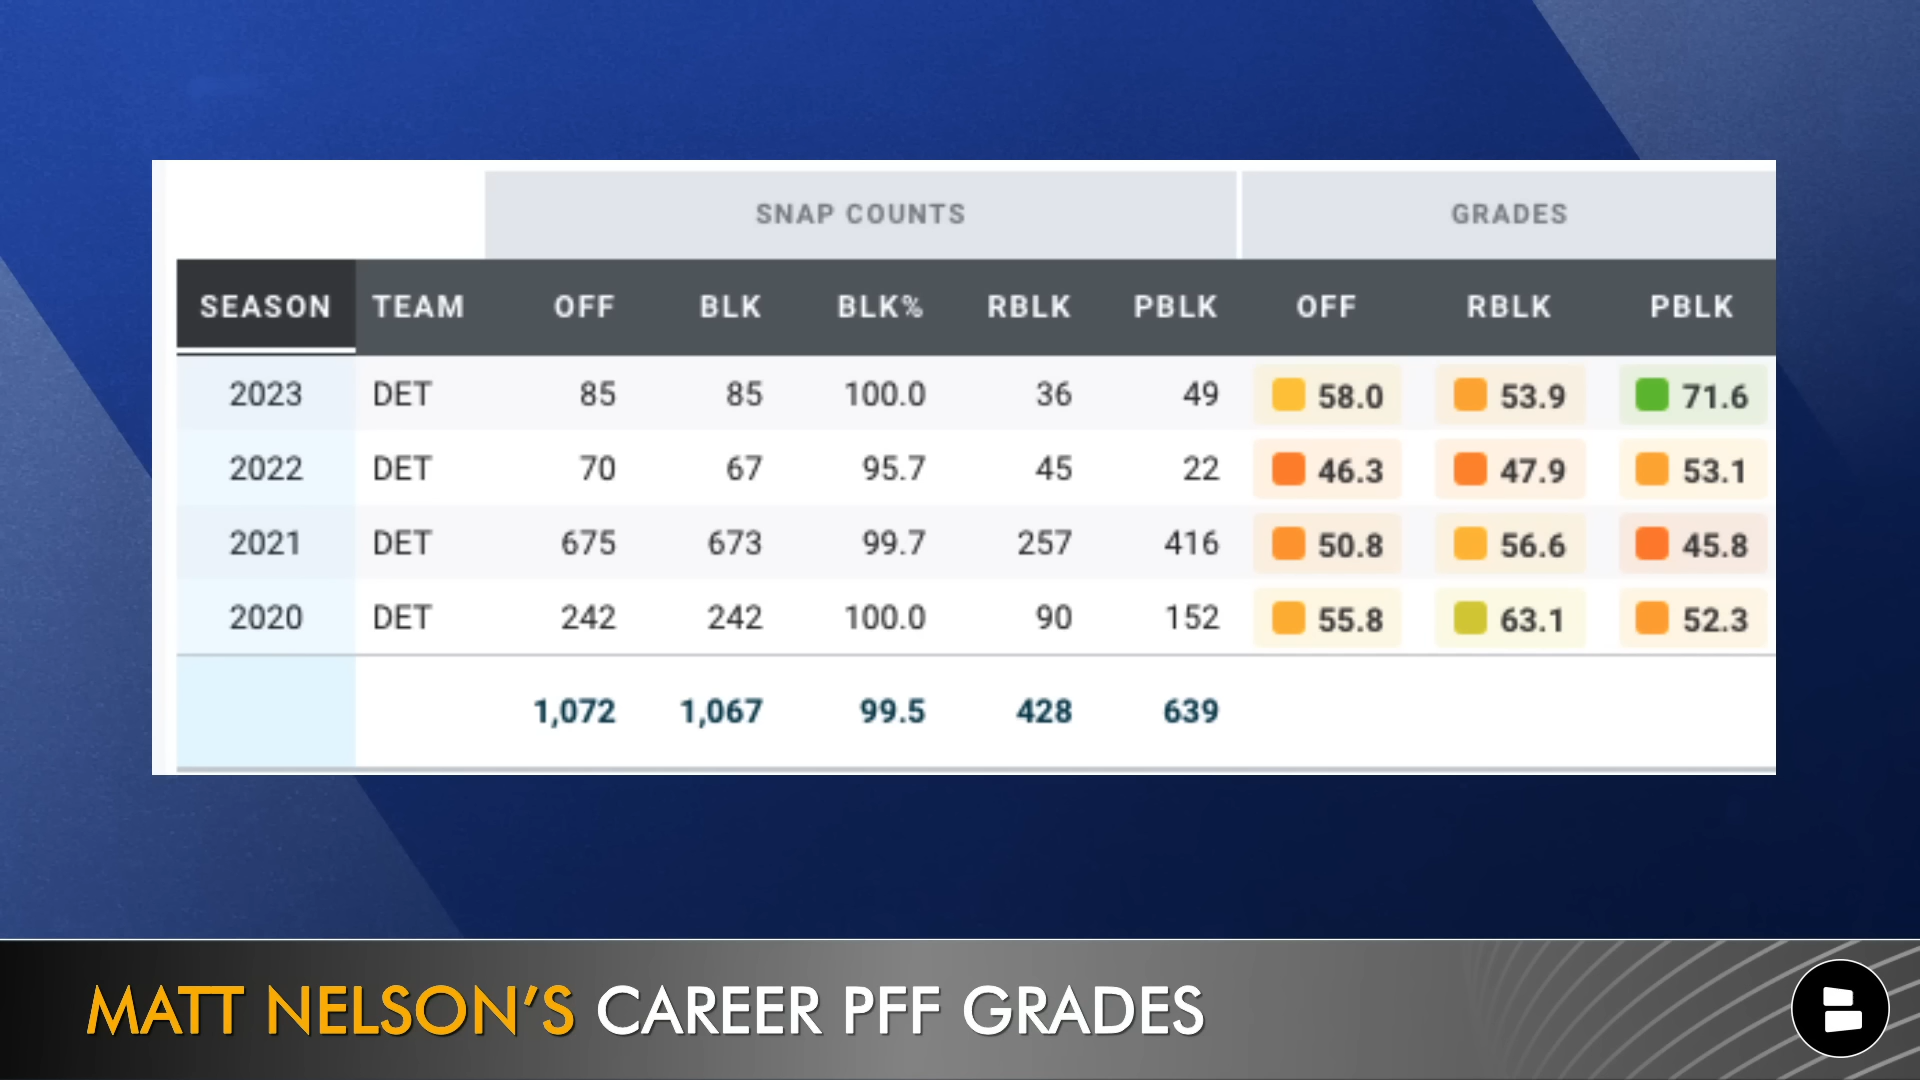 SNAP COUNTS GRADES
SEASON TEAM OFF BLK BLK% RBLK PBLK OFF RBLK PBLK
2023 DET 85 85 100.0 36 49 58.0 53.9 71.6
2022 DET 70 67 95.7 45 22 46.3 47.9 53.1
2021 DET 675 673 99.7 257 416 50.8 56.6 45.8
2020 DET 242 242 100.0 90 152 55.8 63.1 52.3
1,072 1,067 99.5 428 639
MATT NELSON'S CAREER PFF GRADES